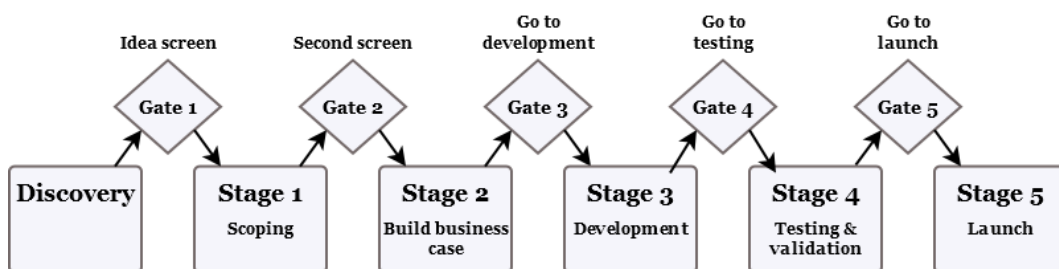 Idea screen
Second screen
Go to
development
Go to
testing
Go to
launch
Gate 1
Gate 2
Gate 3
Gate 4
Gate 5
Discovery
Stage 1
Scoping
Stage 2
Build business
case
Stage 3
Development
Stage 4
Testing &
validation
Stage 5
Launch